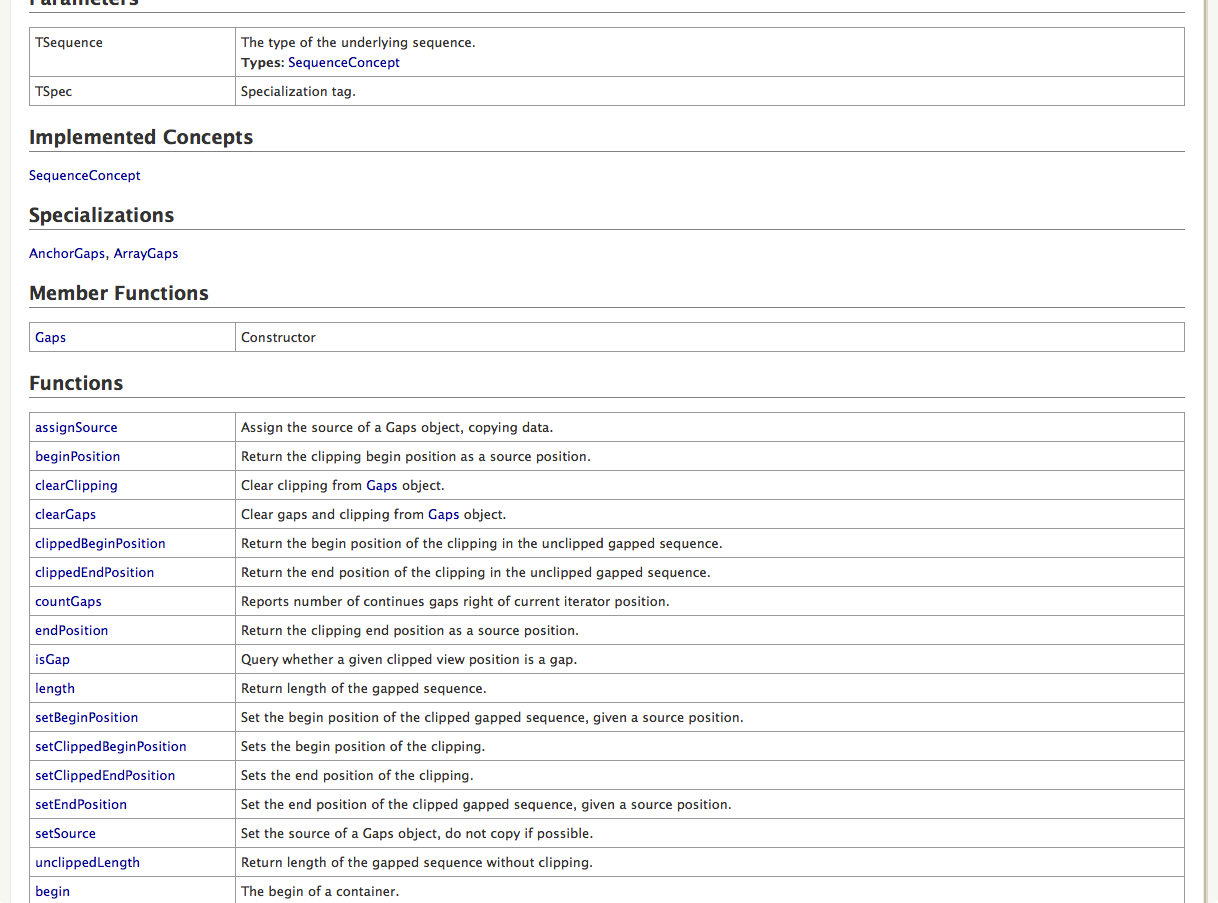 Parameters
TSequence The type of the underlying sequence.
Types: SequenceConcept
TSpec Specialization tag.
Implemented Concepts
SequenceConcept
Specializations
AnchorGaps, ArrayGaps
Member Functions
Gaps Constructor
Functions
assignSource Assign the source of a Gaps object, copying data.
beginPosition Return the clipping begin position as a source position.
clearClipping Clear clipping from Gaps object.
clearGaps Clear gaps and clipping from Gaps object.
clippedBeginPosition Return the begin position of the clipping in the unclipped gapped sequence.
clippedEndPosition Return the end position of the clipping in the unclipped gapped sequence.
countGaps Reports number of continues gaps right of current iterator position.
endPosition Return the clipping end position as a source position.
isGap Query whether a given clipped view position is a gap.
length Return length of the gapped sequence.
setBeginPosition Set the begin position of the clipped gapped sequence, given a source position.
setClippedBeginPosition Sets the begin position of the clipping.
setClippedEndPosition Sets the end position of the clipping.
setEndPosition Set the end position of the clipped gapped sequence, given a source position.
setSource Set the source of a Gaps object, do not copy if possible.
unclippedLength Return length of the gapped sequence without clipping.
begin The begin of a container.